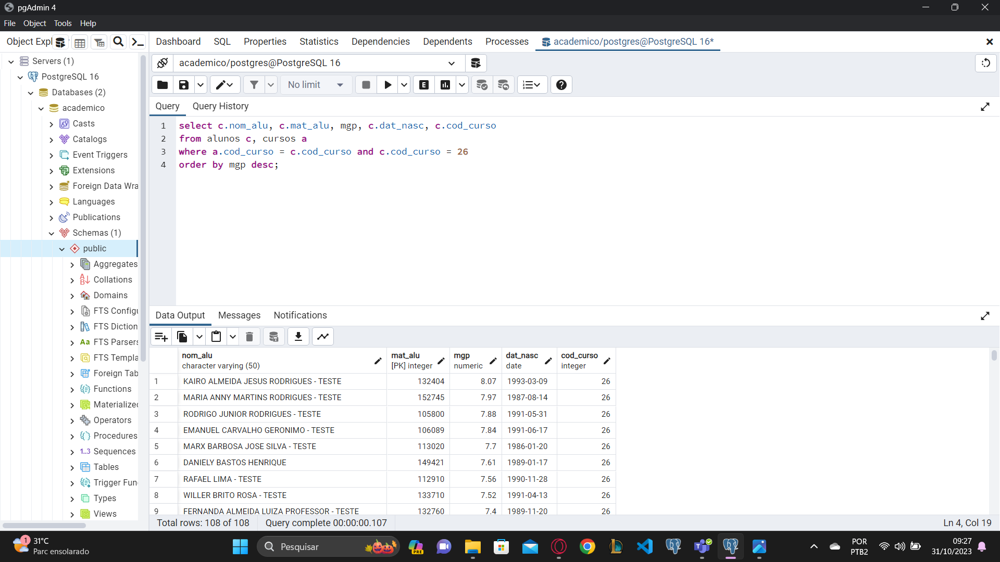 pgAdmin 4
File Object Tools Help
Object Expl
Dashboard SQL Properties Statistics Dependencies Dependents Processes academico/postgres@PostgreSQL 16*
Servers (1)
PostgreSQL 16
Databases (2)
academico
Casts
Catalogs
Event Triggers
Extensions
Foreign Data Wra
Languages
Publications
Schemas (1)
public
Aggregates
Collations
Domains
FTS Configu
FTS Diction
Aa FTS Parsers
FTS Templa
Foreign Tab
Functions
Materialized
Operators
Procedures
1..3 Sequences
Tables
Trigger Fun
Types
Views
academico/postgres@PostgreSQL 16
No limit
E
Query Query History
1 select c.nom_alu, c.mat_alu, mgp, c.dat_nasc, c.cod_curso
2 from alunos c, cursos a
3 where a.cod_curso = c.cod_curso and c.cod_curso = 26
4 order by mgp desc;
Data Output Messages Notifications
nom_alu mat_alu mgp dat_nasc cod_curso
character varying (50) [PK] integer numeric date integer
1 KAIRO ALMEIDA JESUS RODRIGUES - TESTE 132404 8.07 1993-03-09 26
2 MARIA ANNY MARTINS RODRIGUES - TESTE 152745 7.97 1987-08-14 26
3 RODRIGO JUNIOR RODRIGUES - TESTE 105800 7.88 1991-05-31 26
4 EMANUEL CARVALHO GERONIMO - TESTE 106089 7.84 1991-06-17 26
5 MARX BARBOSA JOSE SILVA - TESTE 113020 7.7 1986-01-20 26
6 DANIELY BASTOS HENRIQUE 149421 7.61 1989-01-17 26
7 RAFAEL LIMA - TESTE 112910 7.56 1990-11-28 26
8 WILLER BRITO ROSA - TESTE 133710 7.52 1991-04-13 26
9 FERNANDA ALMEIDA LUIZA PROFESSOR - TESTE 132760 7.4 1989-11-20 26
Total rows: 108 of 108 Query complete 00:00:00.107 Ln 4, Col 19
1 31°C
Parc ensolarado
Pesquisar
PRE
POR
PTB2
09:27
31/10/2023